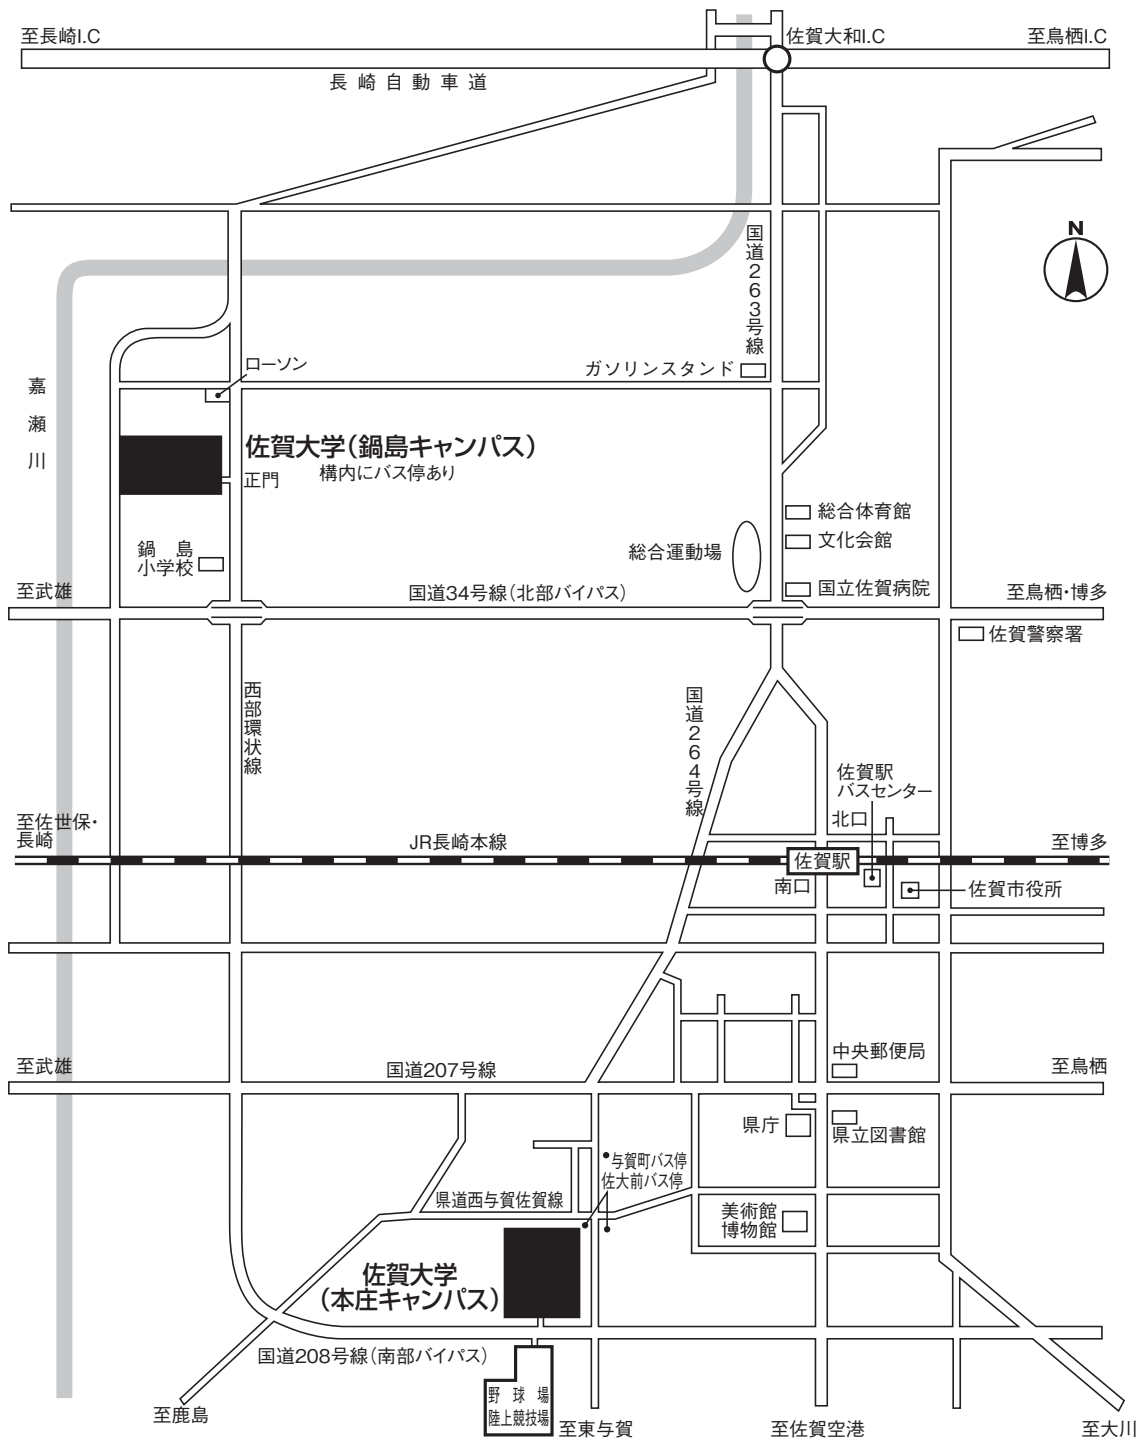 至長崎I.C
佐賀大和I.C
至鳥栖I.C
長崎自動車道
N
国道263号線
ローソン
ガソリンスタンド
嘉瀬川
佐賀大学（鍋島キャンパス）
構内にバス停あり
正門
総合体育館
文化会館
総合運動場
鍋島
小学校
国立佐賀病院
至武雄
国道34号線（北部バイパス）
至鳥栖・博多
佐賀警察署
西部環状線
国道264号線
佐賀駅
バスセンター
北口
至佐世保・
長崎
JR長崎本線
至博多
佐賀駅
南口
佐賀市役所
中央郵便局
至武雄
国道207号線
至鳥栖
県庁
県立図書館
与賀町バス停
佐大前バス停
県道西与賀佐賀線
美術館
博物館
佐賀大学
（本庄キャンパス）
国道208号線（南部バイパス）
野球場
陸上競技場
至鹿島
至東与賀
至佐賀空港
至大川